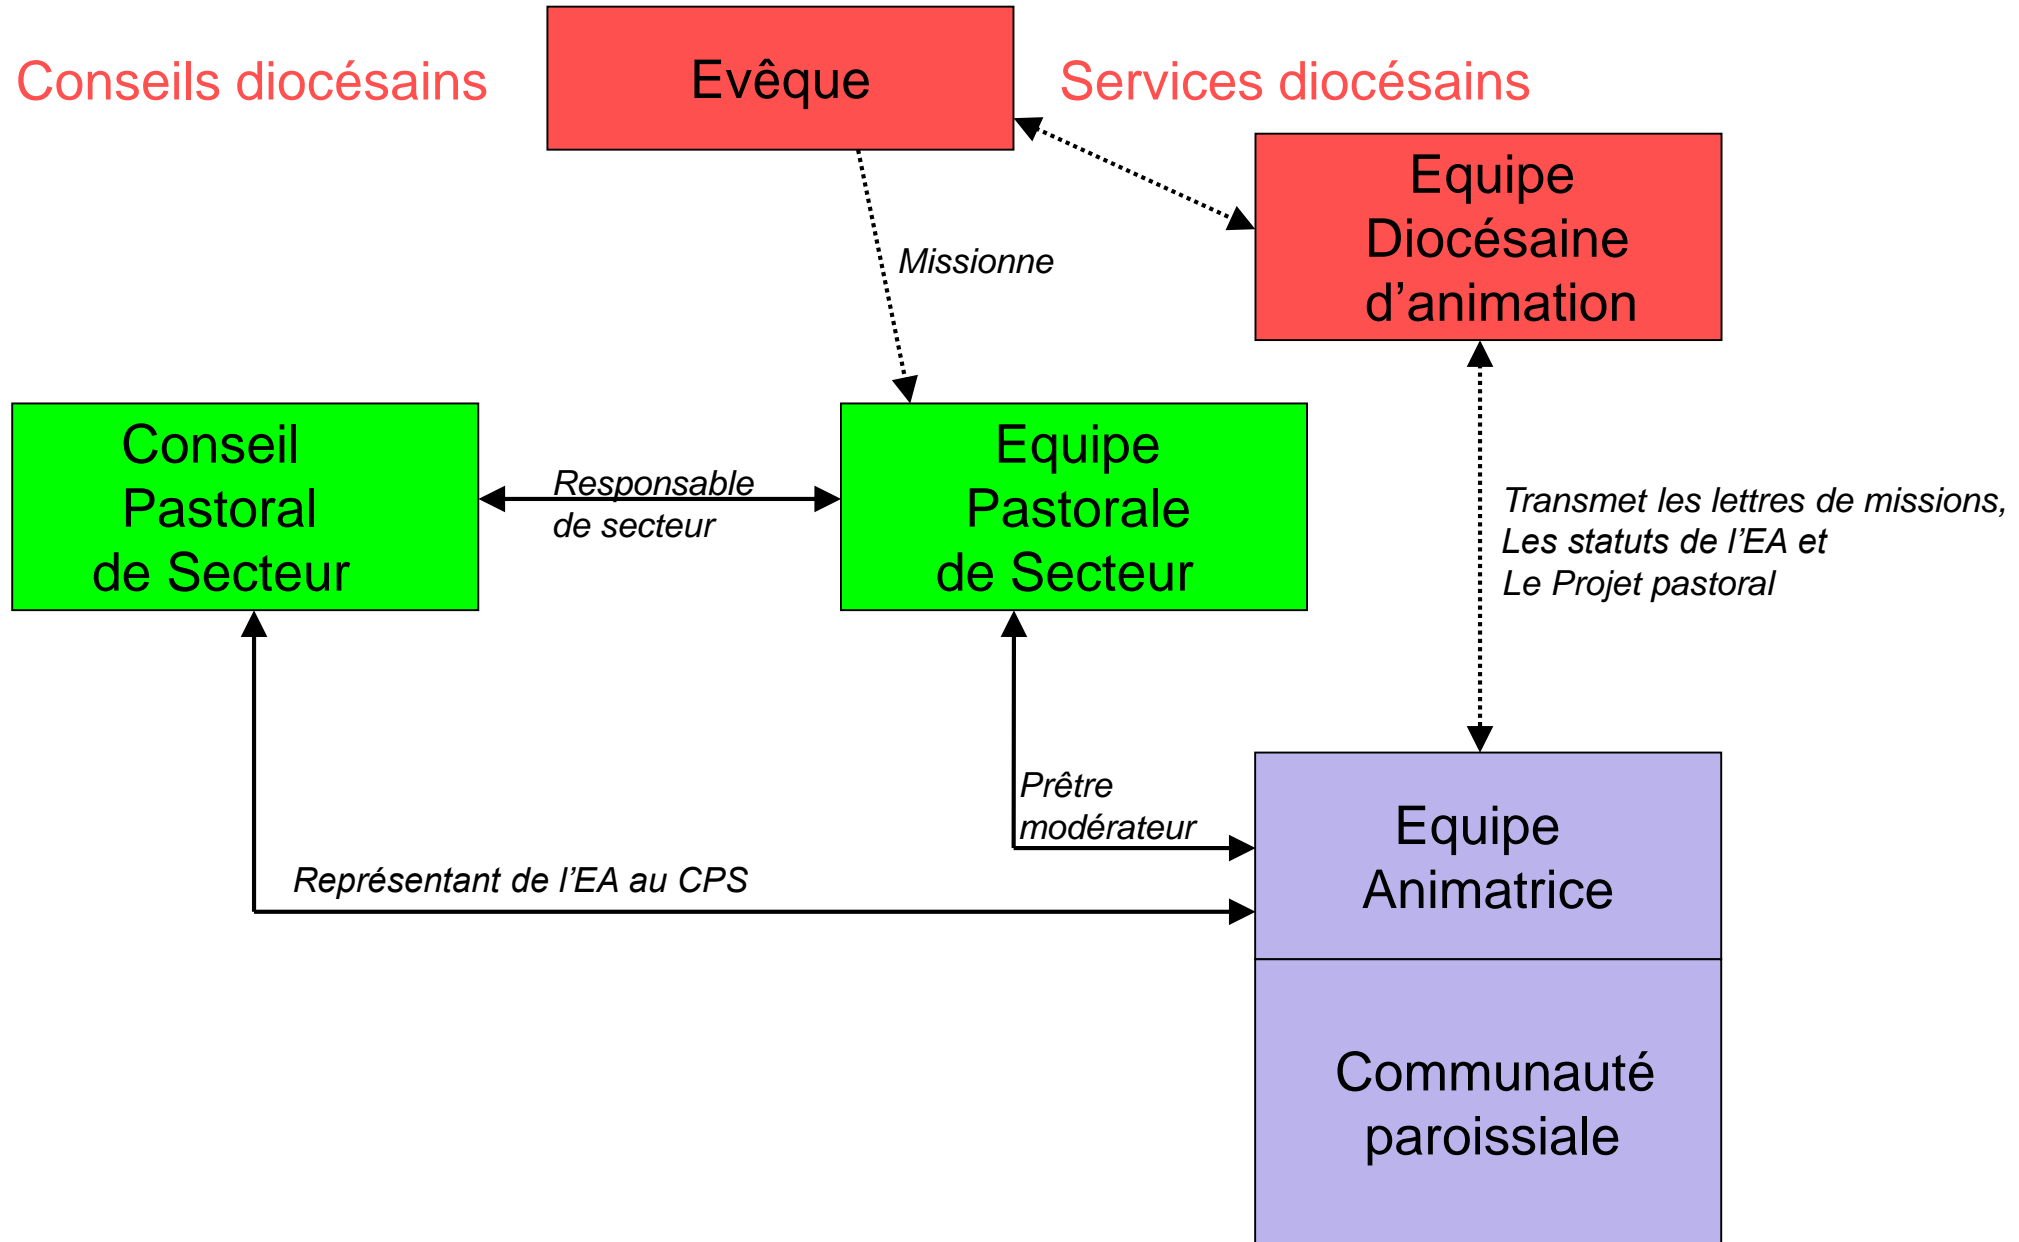 Conseils diocésains
Evêque
Services diocésains
Equipe
Diocésaine
d’animation
Missionne
Conseil
Pastoral
de Secteur
Responsable
de secteur
Equipe
Pastorale
de Secteur
Transmet les lettres de missions,
Les statuts de l’EA et
Le Projet pastoral
Prêtre
modérateur
Représentant de l’EA au CPS
Equipe
Animatrice
Communauté
paroissiale